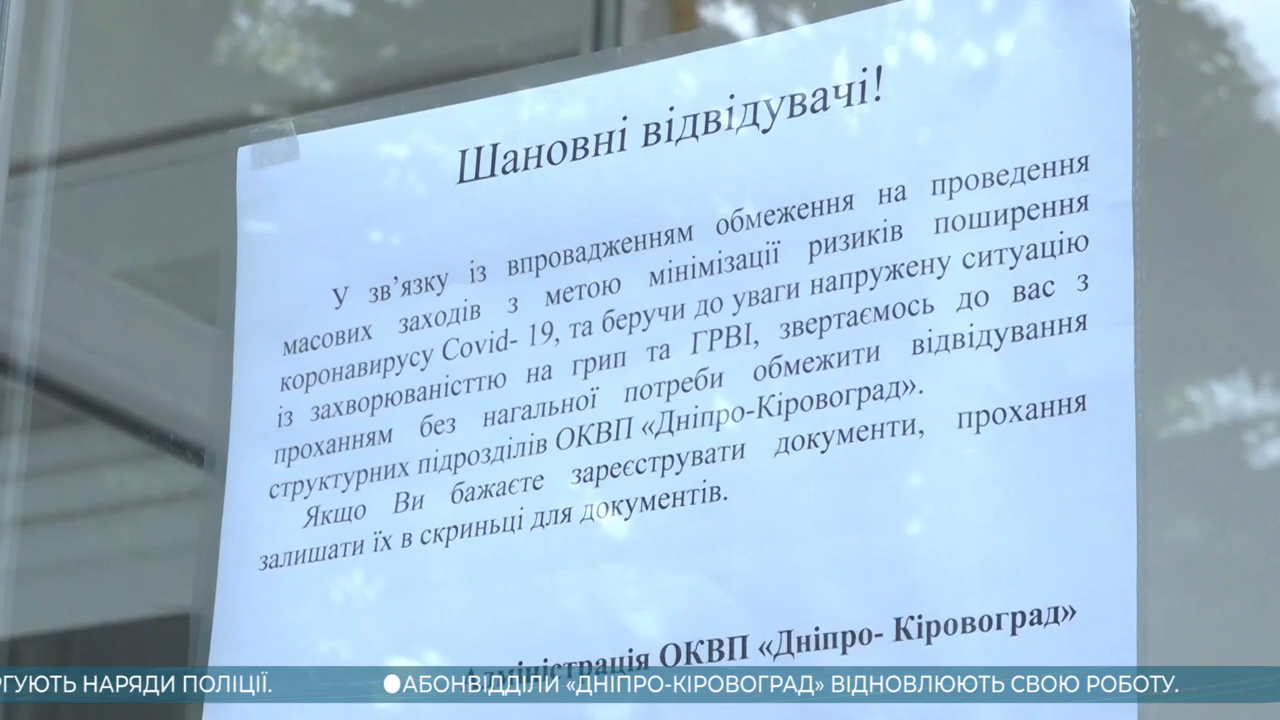 Шановні відвідувачі!
У зв’язку із впровадженням обмеження на проведення
масових заходів з метою мінімізації ризиків поширення
коронавирусу Covid- 19, та беручи до уваги напружену ситуацію
із захворюваністтю на грип та ГРВІ, звертаємось до вас з
проханням без нагальної потреби обмежити відвідування
структурних підрозділів ОКВП «Дніпро-Кіровоград».
Якщо Ви бажаєте зареєструвати документи, прохання
залишати їх в скриньці для документів.
Адміністрація ОКВП «Дніпро- Кіровоград»
РГУЮТЬ НАРЯДИ ПОЛІЦІЇ. ●АБОНВІДДІЛИ «ДНІПРО-КІРОВОГРАД» ВІДНОВЛЮЮТЬ СВОЮ РОБОТУ.